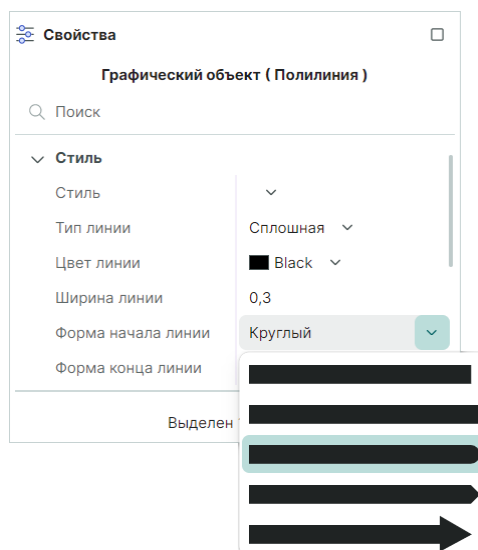 Свойства
Графический объект ( Полилиния )
Поиск
Стиль
Стиль
Тип линии Сплошная
Цвет линии Black
Ширина линии 0,3
Форма начала линии Круглый
Форма конца линии
Выделен